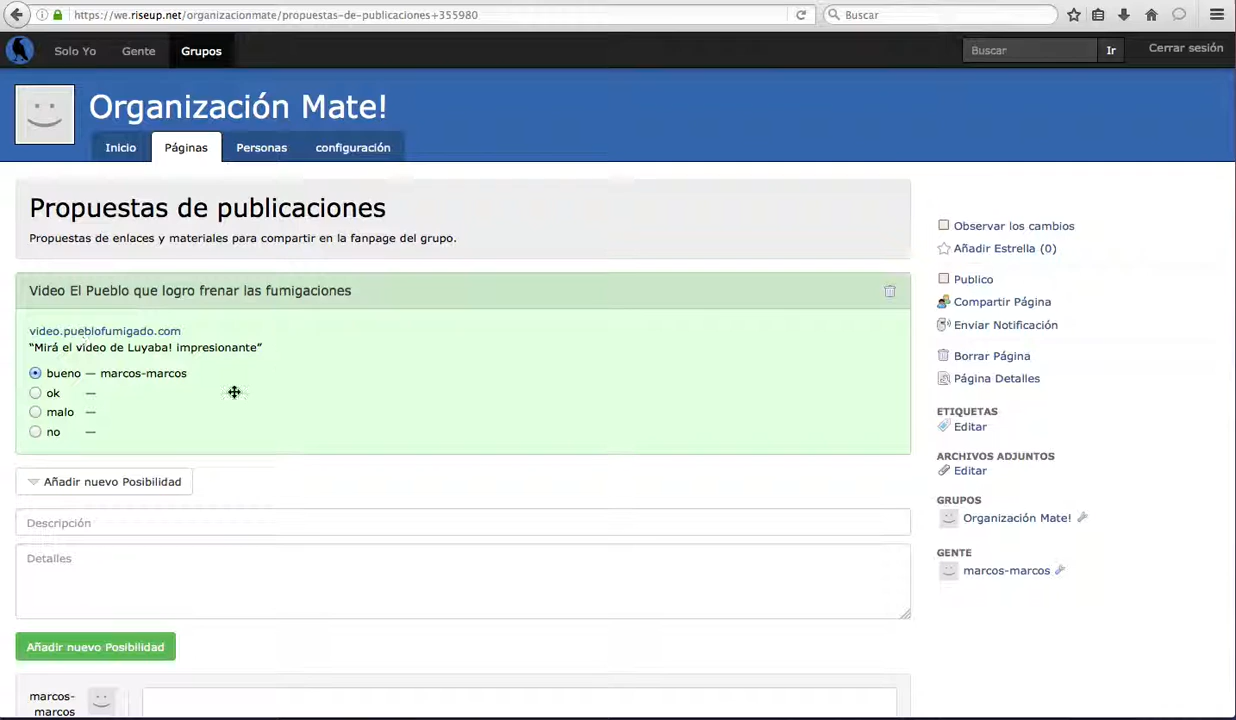 https://we.riseup.net/organizacionmate/propuestas-de-publicaciones+355980
Buscar
Solo Yo
Gente
Grupos
Buscar
Ir
Cerrar sesión
Organización Mate!
Inicio
Páginas
Personas
configuración
Propuestas de publicaciones
Propuestas de enlaces y materiales para compartir en la fanpage del grupo.
Video El Pueblo que logro frenar las fumigaciones
video.pueblofumigado.com
“Mirá el video de Luyaba! impresionante”
bueno — marcos-marcos
ok —
malo —
no —
Añadir nuevo Posibilidad
Descripción
Detalles
Añadir nuevo Posibilidad
marcos-
marcos
Observar los cambios
Añadir Estrella (0)
Publico
Compartir Página
Enviar Notificación
Borrar Página
Página Detalles
ETIQUETAS
Editar
ARCHIVOS ADJUNTOS
Editar
GRUPOS
Organización Mate!
GENTE
marcos-marcos